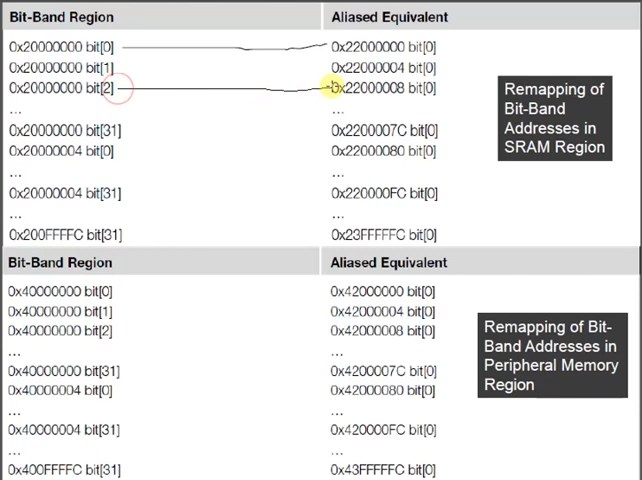 Bit-Band Region Aliased Equivalent
0x20000000 bit[0] 0x22000000 bit[0]
0x20000000 bit[1] 0x22000004 bit[0]
0x20000000 bit[2] 0x22000008 bit[0]
... ...
0x20000000 bit[31] 0x2200007C bit[0]
0x20000004 bit[0] 0x22000080 bit[0]
... ...
0x20000004 bit[31] 0x220000FC bit[0]
... ...
0x200FFFFC bit[31] 0x23FFFFFC bit[0]
Remapping of
Bit-Band
Addresses in
SRAM Region
Bit-Band Region Aliased Equivalent
0x40000000 bit[0] 0x42000000 bit[0]
0x40000000 bit[1] 0x42000004 bit[0]
0x40000000 bit[2] 0x42000008 bit[0]
... ...
0x40000000 bit[31] 0x4200007C bit[0]
0x40000004 bit[0] 0x42000080 bit[0]
... ...
0x40000004 bit[31] 0x420000FC bit[0]
... ...
0x400FFFFC bit[31] 0x43FFFFFC bit[0]
Remapping of Bit-
Band Addresses in
Peripheral Memory
Region